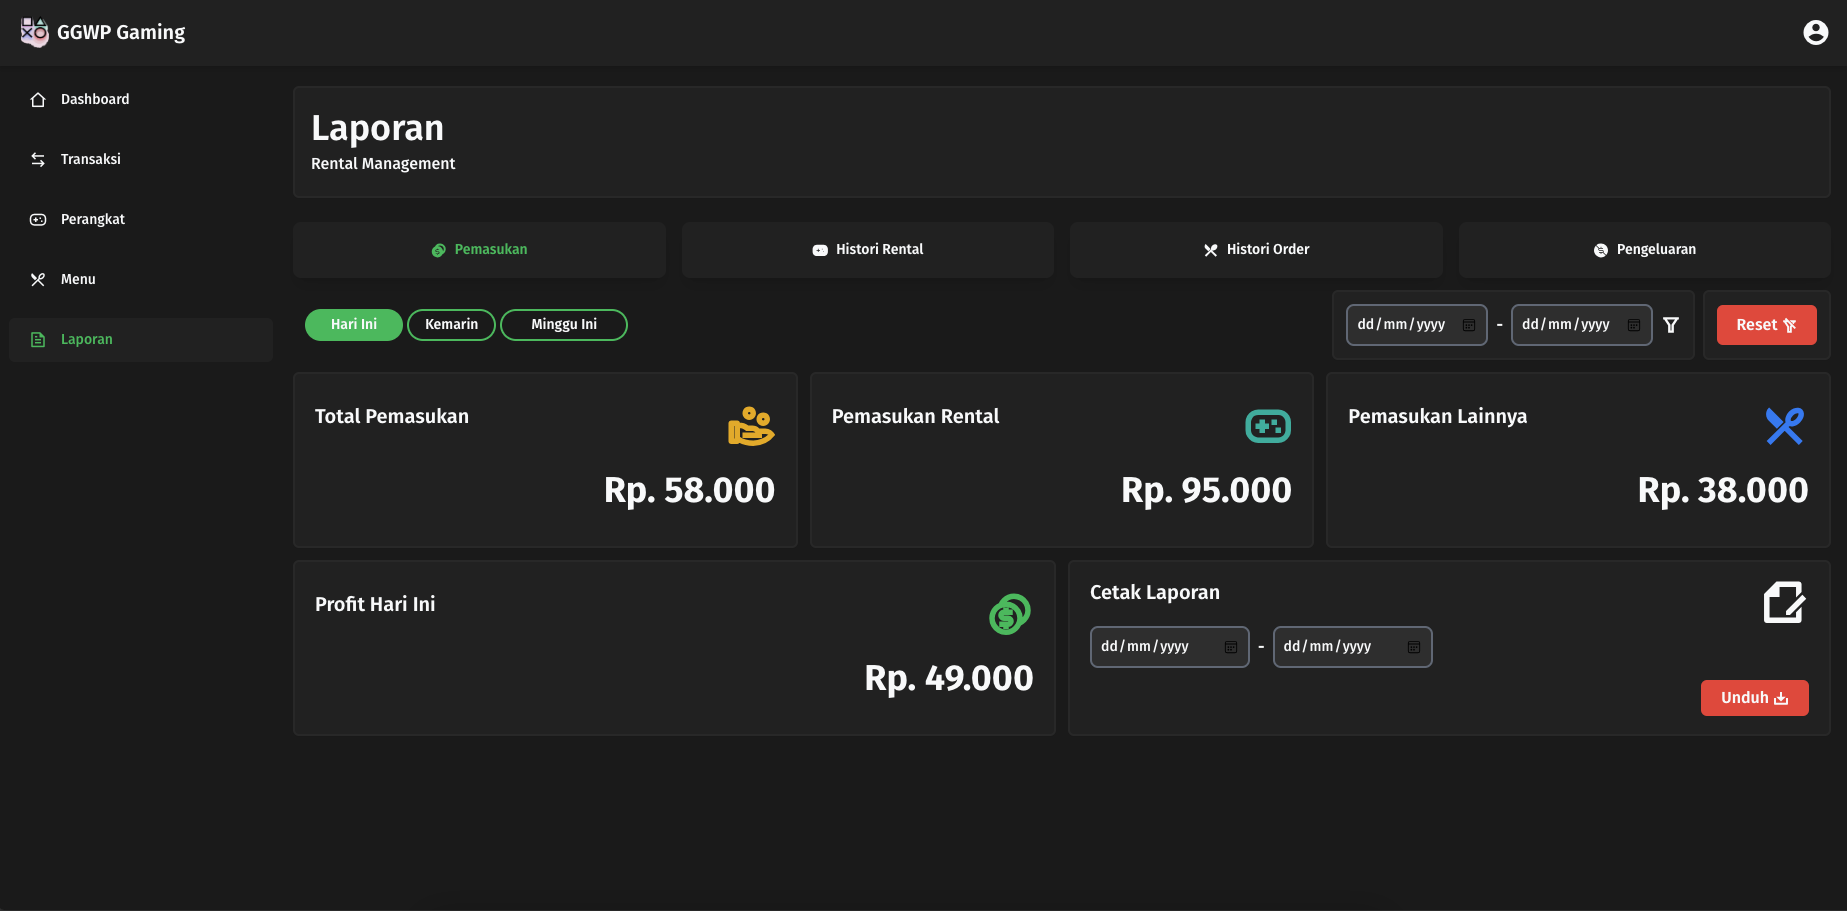 GGWP Gaming
Dashboard
Transaksi
Perangkat
Menu
Laporan
Laporan
Rental Management
Pemasukan
Histori Rental
Histori Order
Pengeluaran
Hari Ini
Kemarin
Minggu Ini
dd/mm/yyyy - dd/mm/yyyy
Reset
Total Pemasukan
Rp. 58.000
Pemasukan Rental
Rp. 95.000
Pemasukan Lainnya
Rp. 38.000
Profit Hari Ini
Rp. 49.000
Cetak Laporan
dd/mm/yyyy - dd/mm/yyyy
Unduh